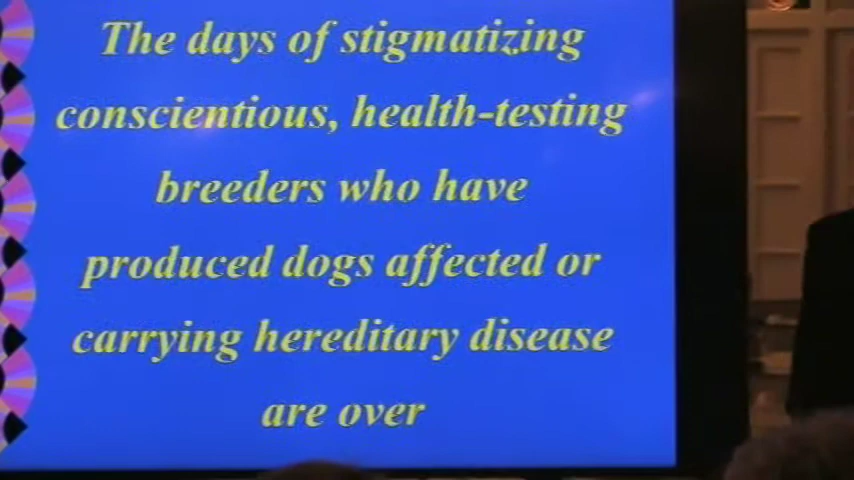 The days of stigmatizing
conscientious, health-testing
breeders who have
produced dogs affected or
carrying hereditary disease
are over